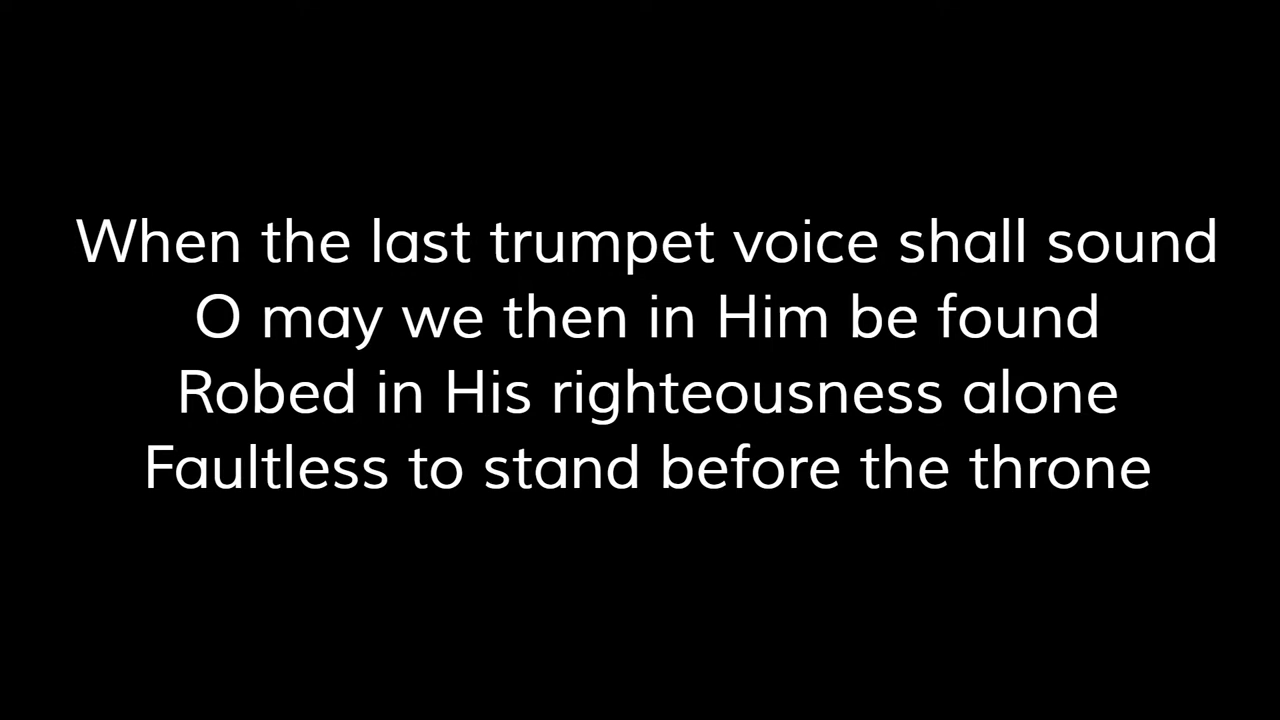 When the last trumpet voice shall sound
O may we then in Him be found
Robed in His righteousness alone
Faultless to stand before the throne